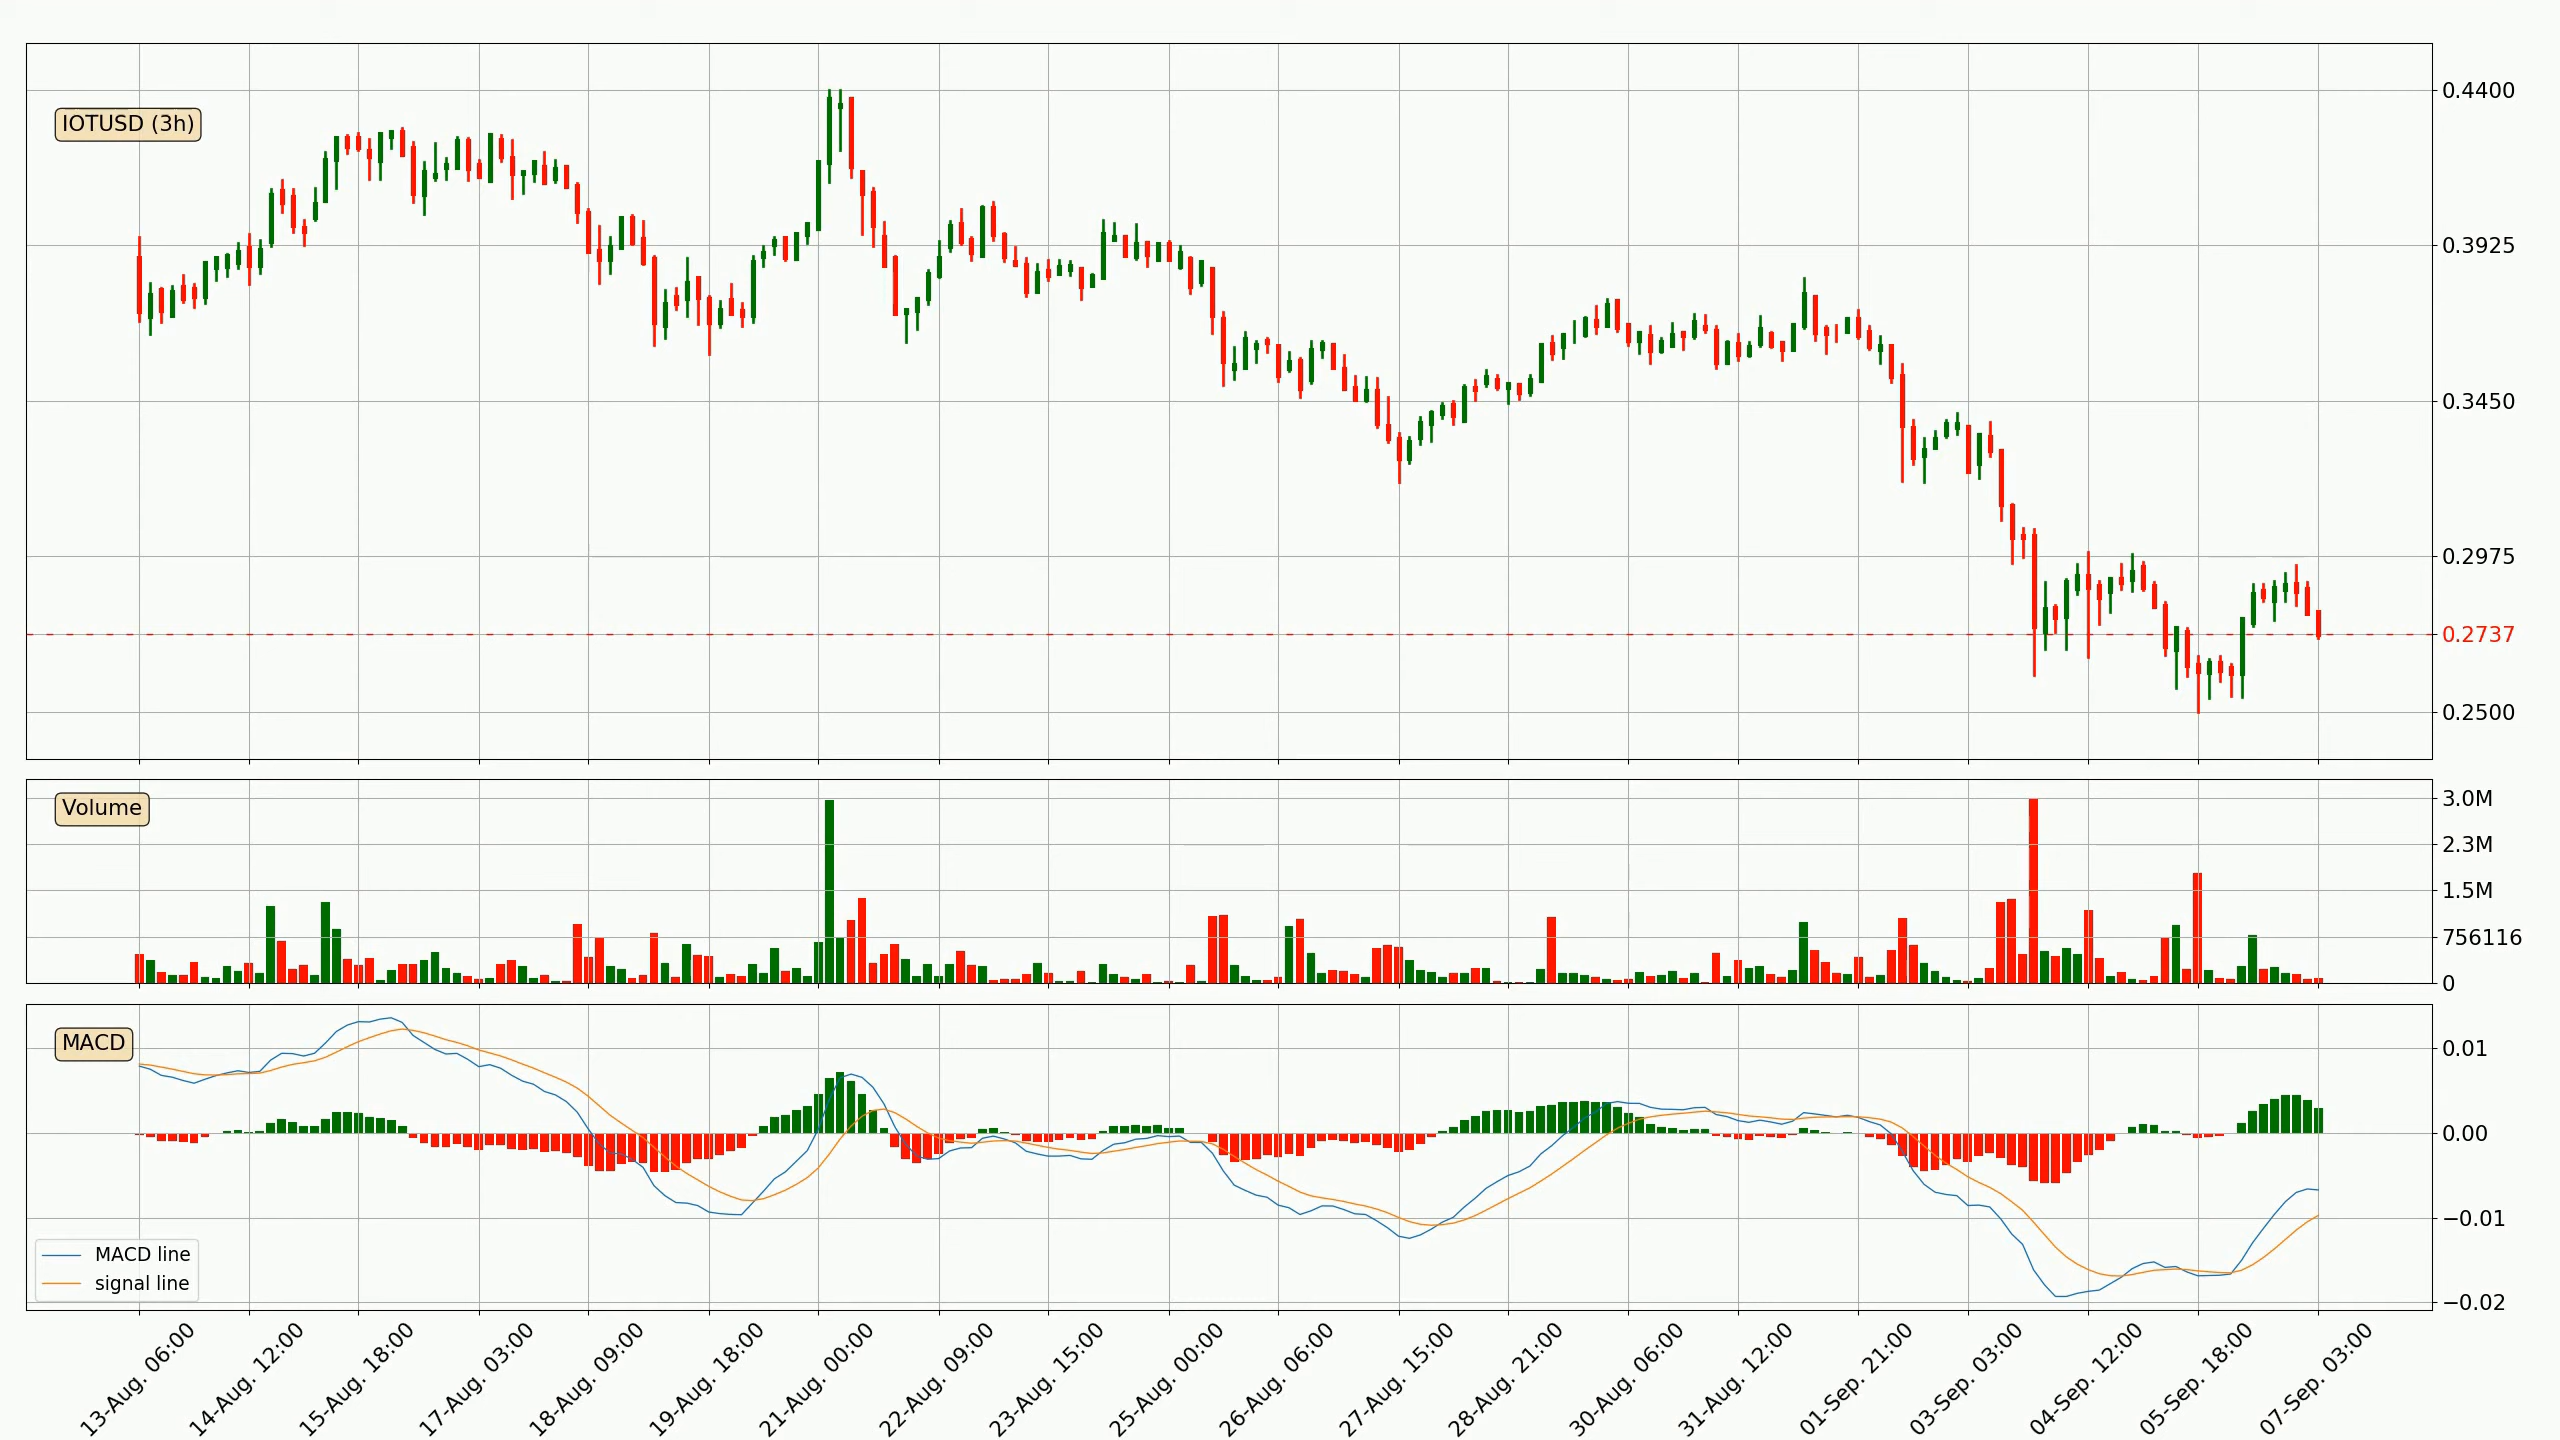 IOTUSD (3h)
0.4400
0.3925
0.3450
0.2975
0.2737
0.2500
Volume
3.0M
2.3M
1.5M
756116
0
MACD
0.01
0.00
−0.01
−0.02
MACD line
signal line
13-Aug. 06:00
14-Aug. 12:00
15-Aug. 18:00
17-Aug. 03:00
18-Aug. 09:00
19-Aug. 18:00
21-Aug. 00:00
22-Aug. 09:00
23-Aug. 15:00
25-Aug. 00:00
26-Aug. 06:00
27-Aug. 15:00
28-Aug. 21:00
30-Aug. 06:00
31-Aug. 12:00
01-Sep. 21:00
03-Sep. 03:00
04-Sep. 12:00
05-Sep. 18:00
07-Sep. 03:00